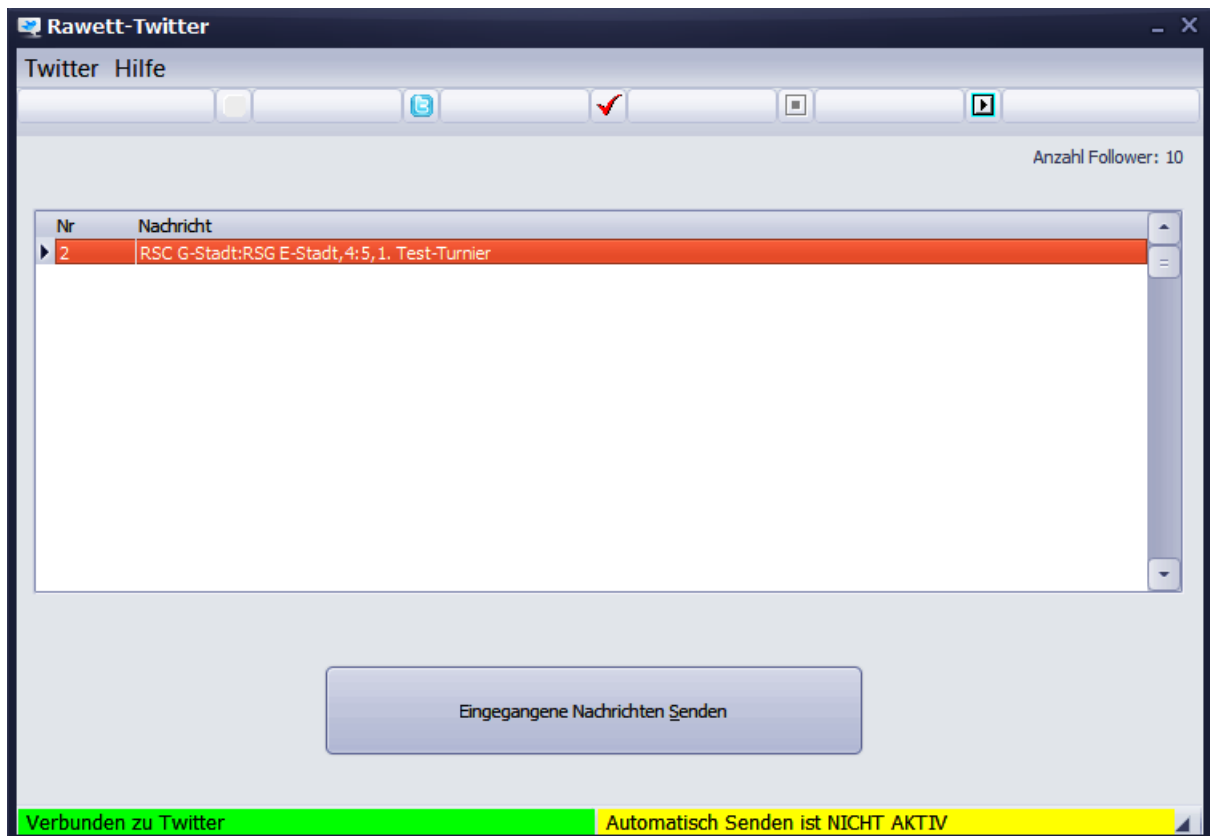 Rawett-Twitter
Twitter Hilfe
Anzahl Follower: 10
Nr Nachricht
2 RSC G-Stadt:RSG E-Stadt,4:5,1. Test-Turnier
Eingegangene Nachrichten Senden
Verbunden zu Twitter Automatisch Senden ist NICHT AKTIV